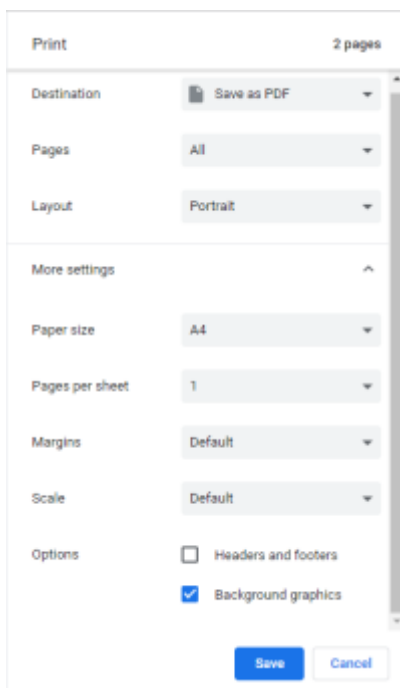 Print 2 pages
Destination Save as PDF
Pages All
Layout Portrait
More settings
Paper size A4
Pages per sheet 1
Margins Default
Scale Default
Options Headers and footers
Background graphics
Save Cancel